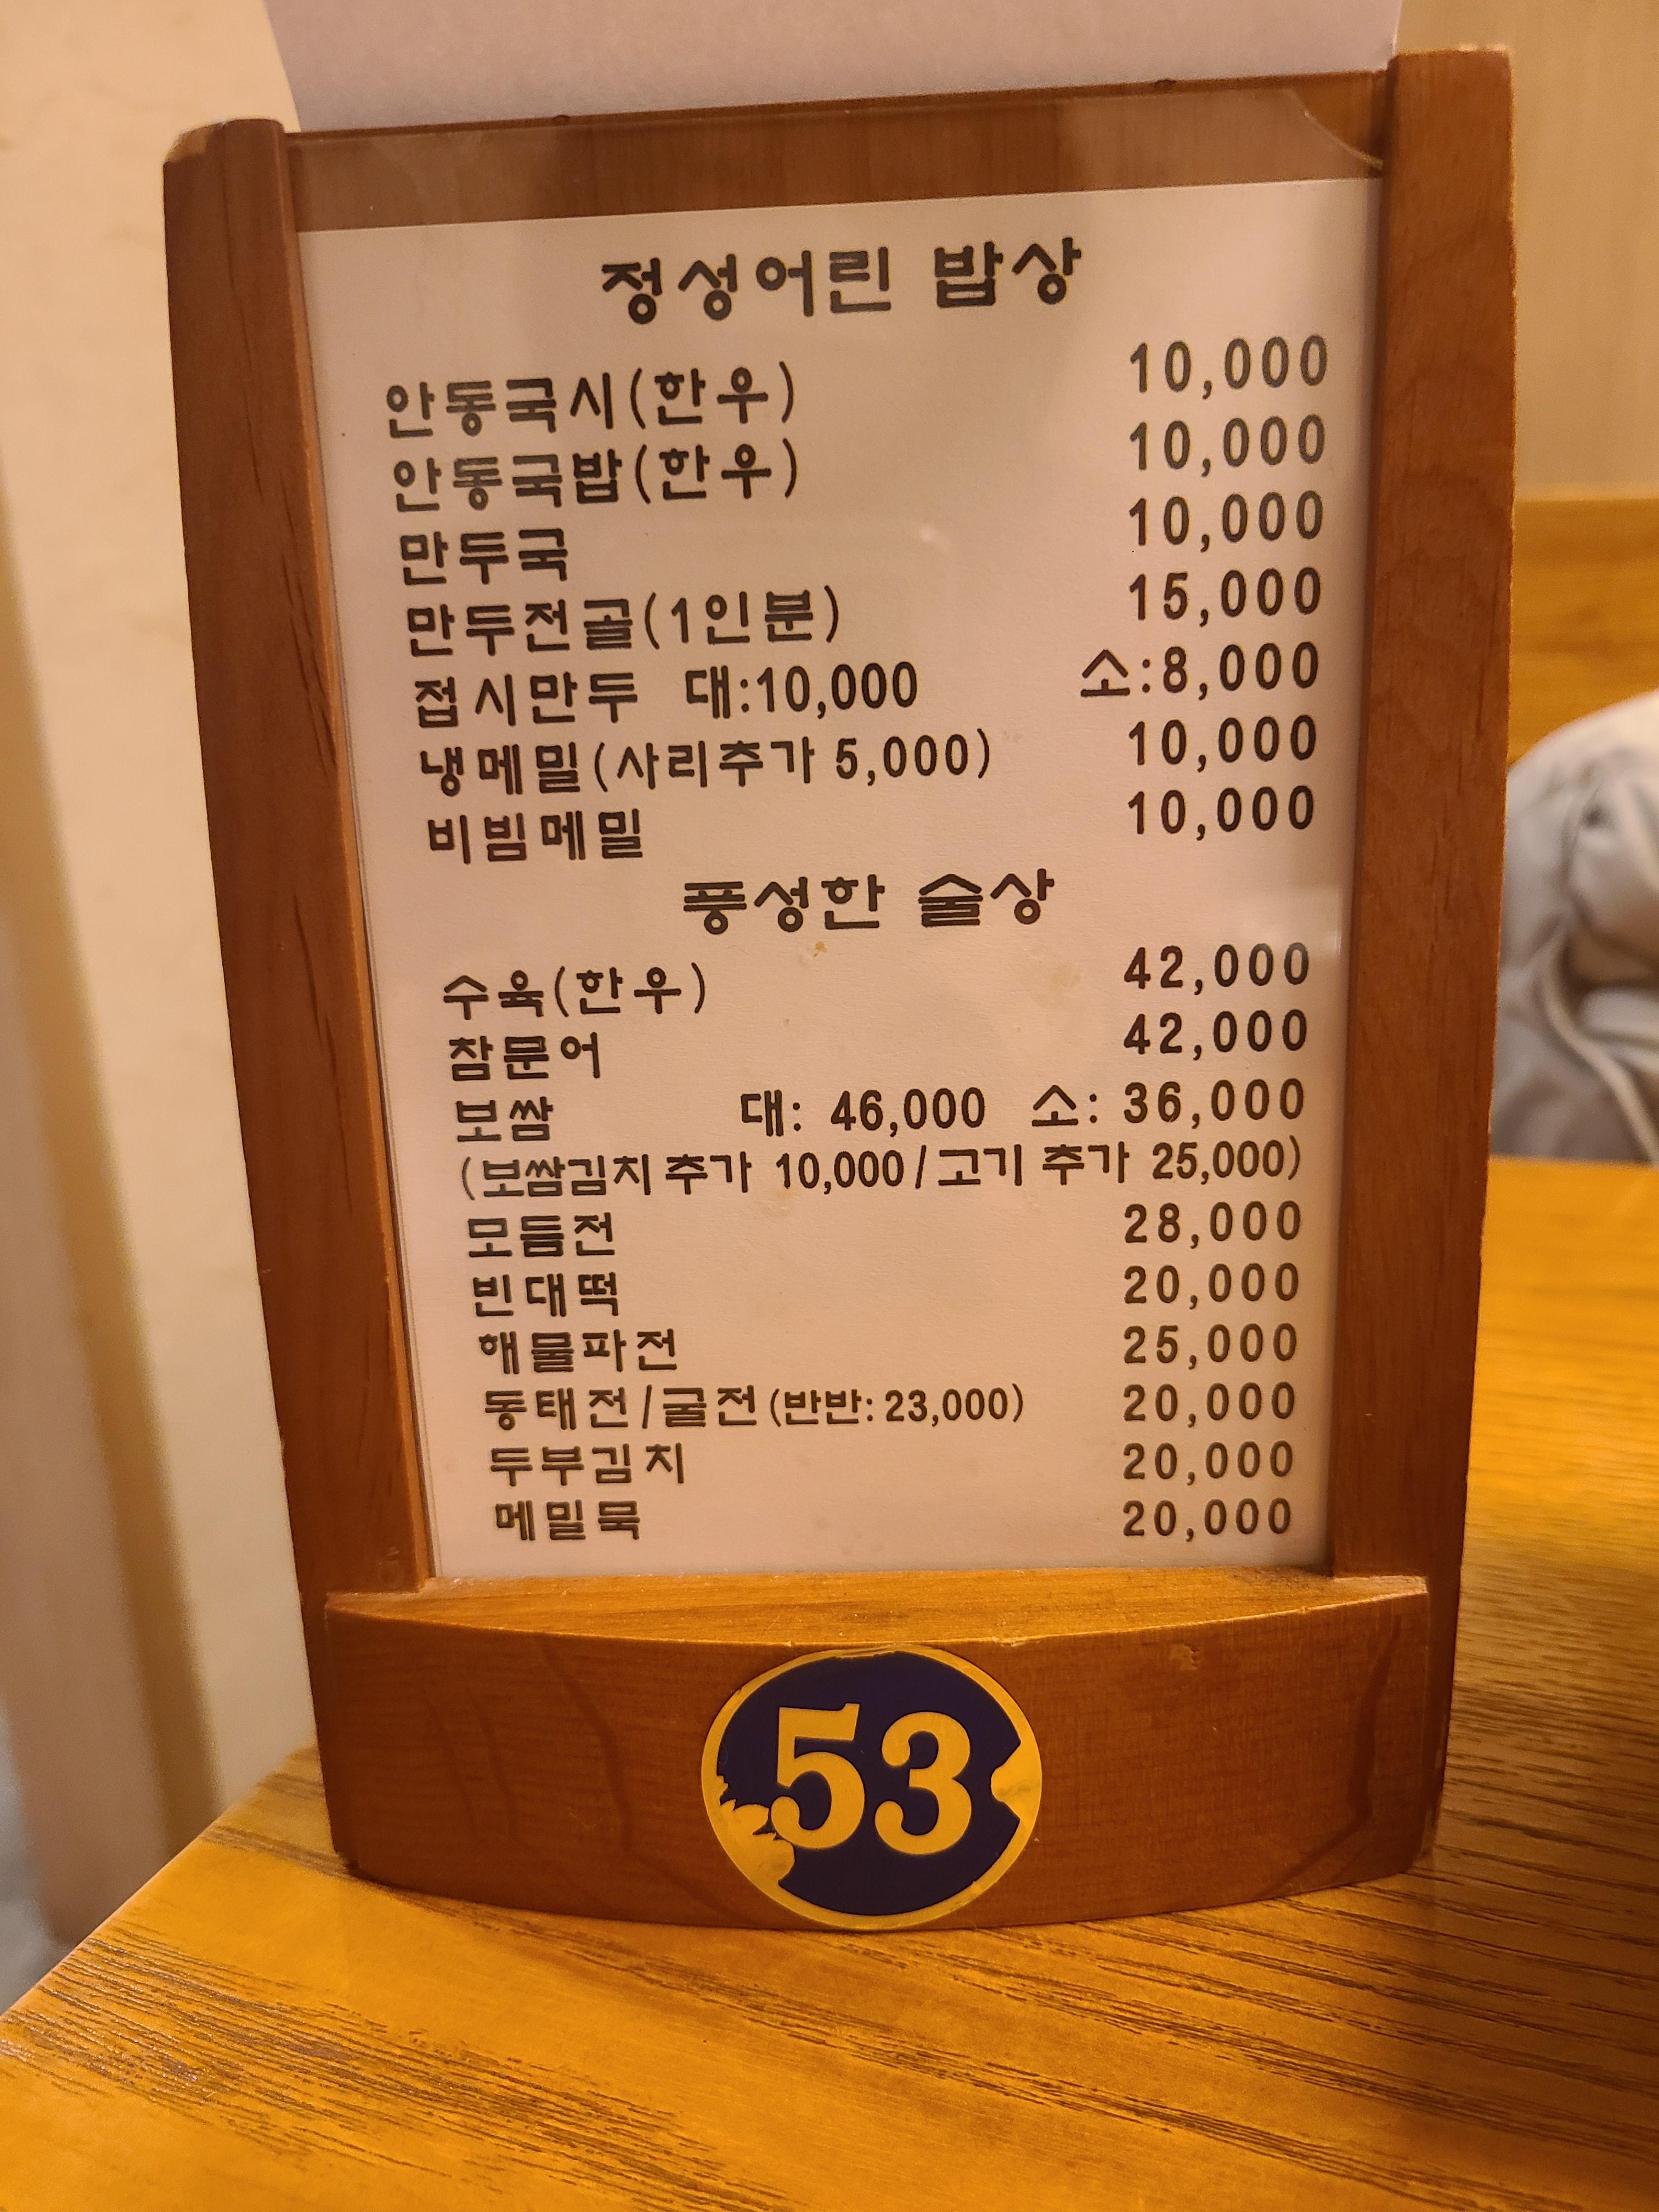 정성어린 밥상
안동국시(한우) 10,000
안동국밥(한우) 10,000
만두국 10,000
만두전골(1인분) 15,000
접시만두 대:10,000 소:8,000
냉메밀(사리추가 5,000) 10,000
비빔메밀 10,000
풍성한 술상
수육(한우) 42,000
참문어 42,000
보쌈 대: 46,000 소: 36,000
(보쌈김치 추가 10,000/고기 추가 25,000)
모듬전 28,000
빈대떡 20,000
해물파전 25,000
동태전/굴전(반반: 23,000) 20,000
두부김치 20,000
메밀묵 20,000
53